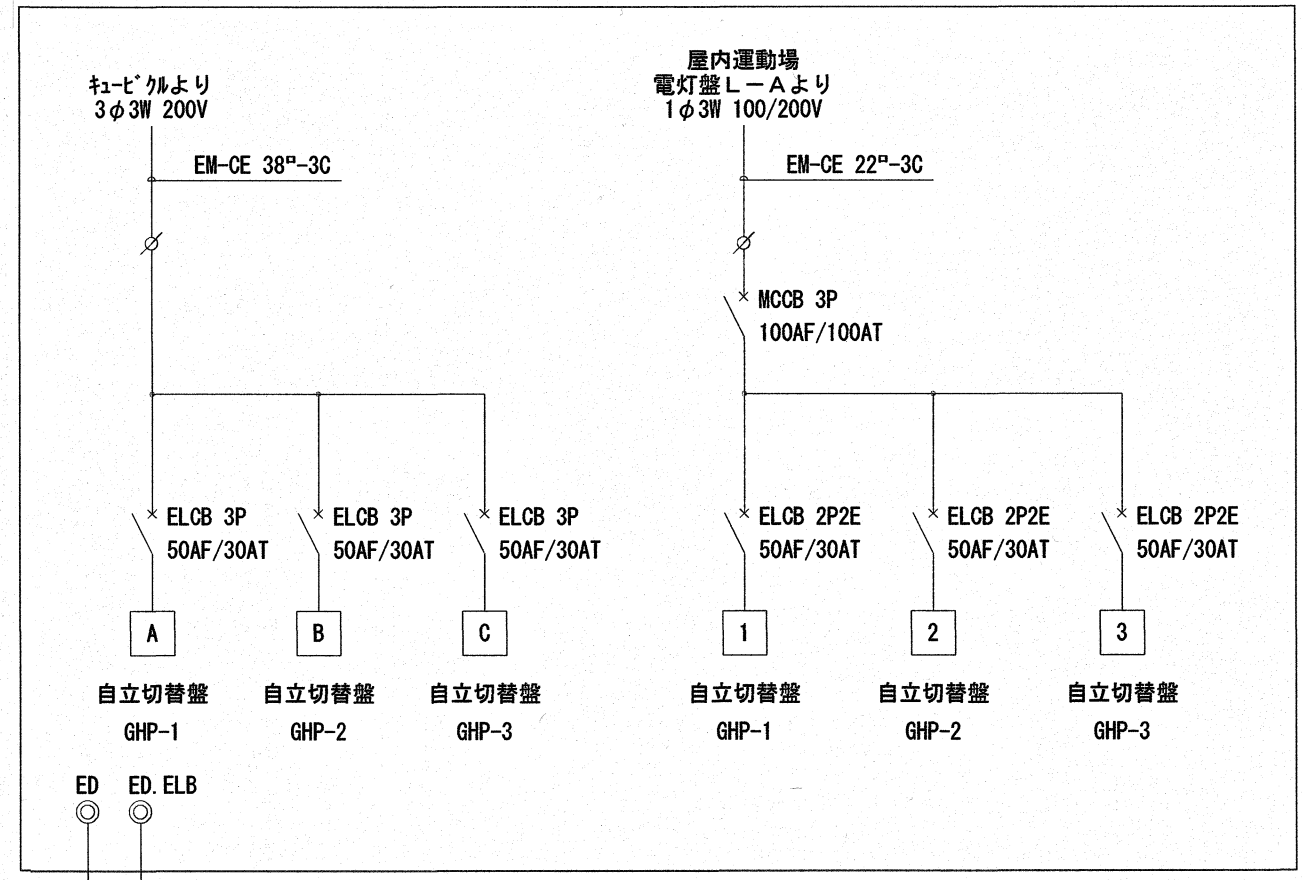 ｷｭｰﾋﾞｸﾙより
3φ3W 200V
EM-CE 38□-3C
屋内運動場
電灯盤L-Aより
1φ3W 100/200V
EM-CE 22□-3C
MCCB 3P
100AF/100AT
ELCB 3P
50AF/30AT
ELCB 3P
50AF/30AT
ELCB 3P
50AF/30AT
ELCB 2P2E
50AF/30AT
ELCB 2P2E
50AF/30AT
ELCB 2P2E
50AF/30AT
A
B
C
1
2
3
自立切替盤
GHP-1
自立切替盤
GHP-2
自立切替盤
GHP-3
自立切替盤
GHP-1
自立切替盤
GHP-2
自立切替盤
GHP-3
ED
ED.ELB